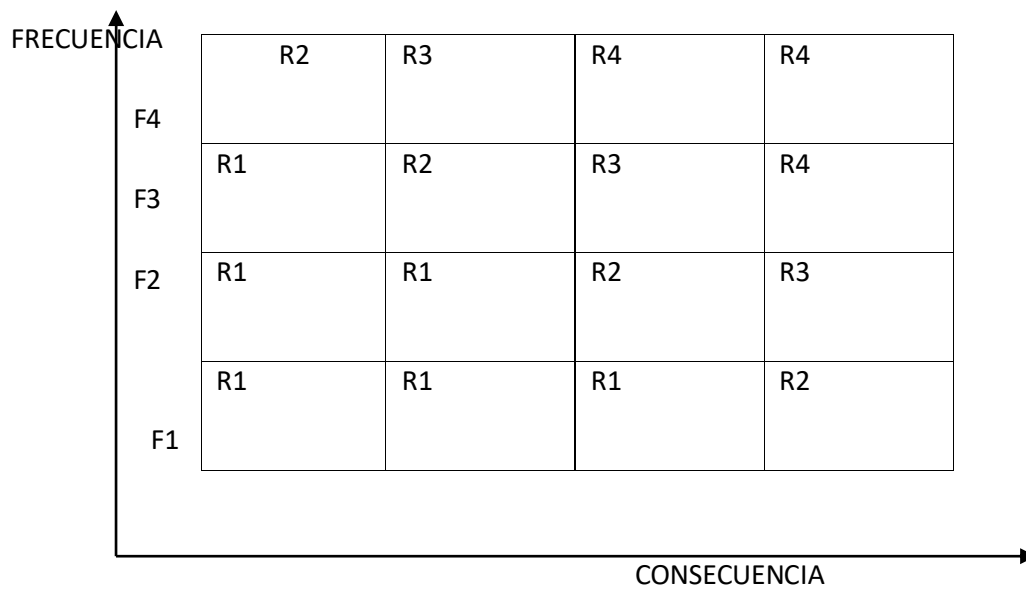 FRECUENCIA
R2 R3 R4 R4
F4
R1 R2 R3 R4
F3
R1 R1 R2 R3
F2
R1 R1 R1 R2
F1
CONSECUENCIA